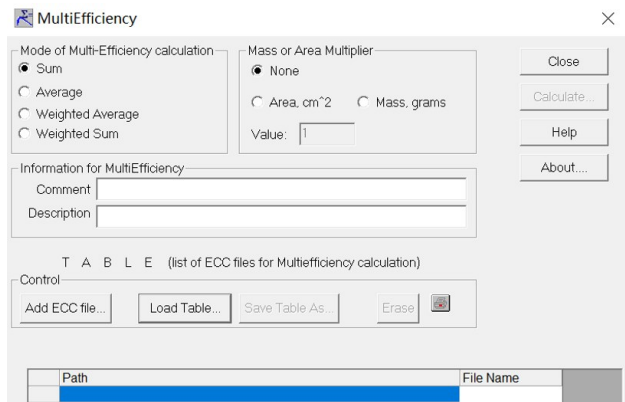 MultiEfficiency
Mode of Multi-Efficiency calculation
Sum
Average
Weighted Average
Weighted Sum
Mass or Area Multiplier
None
Area, cm^2 Mass, grams
Value: 1
Close
Calculate...
Help
About....
Information for MultiEfficiency
Comment
Description
T A B L E (list of ECC files for Multiefficiency calculation)
Control
Add ECC file... Load Table... Save Table As... Erase
Path File Name